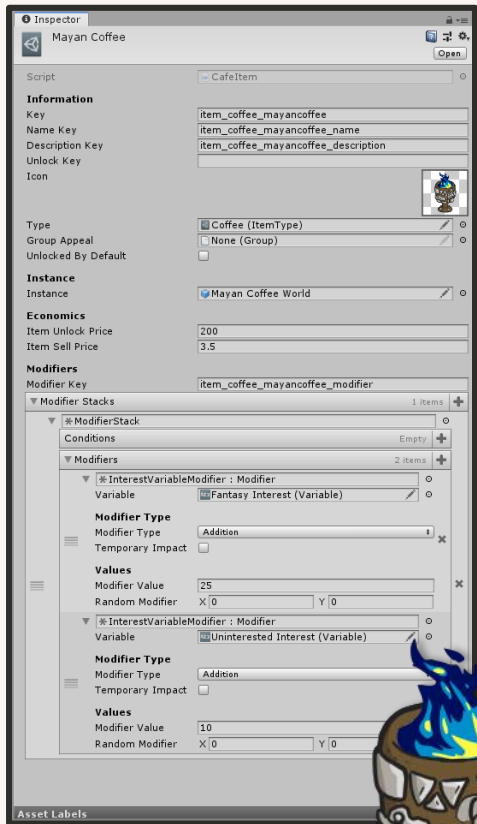 Inspector
Mayan Coffee
Open
Script CafeItem
Information
Key item_coffee_mayancoffee
Name Key item_coffee_mayancoffee_name
Description Key item_coffee_mayancoffee_description
Unlock Key
Icon
Type Coffee (ItemType)
Group Appeal None (Group)
Unlocked By Default
Instance
Instance Mayan Coffee World
Economics
Item Unlock Price 200
Item Sell Price 3.5
Modifiers
Modifier Key item_coffee_mayancoffee_modifier
Modifier Stacks 1 items
ModifierStack
Conditions Empty
Modifiers 2 items
InterestVariableModifier : Modifier
Variable Fantasy Interest (Variable)
Modifier Type
Modifier Type Addition
Temporary Impact
Values
Modifier Value 25
Random Modifier X 0 Y 0
InterestVariableModifier : Modifier
Variable Uninterested Interest (Variable)
Modifier Type
Modifier Type Addition
Temporary Impact
Values
Modifier Value 10
Random Modifier X 0 Y 0
Asset Labels